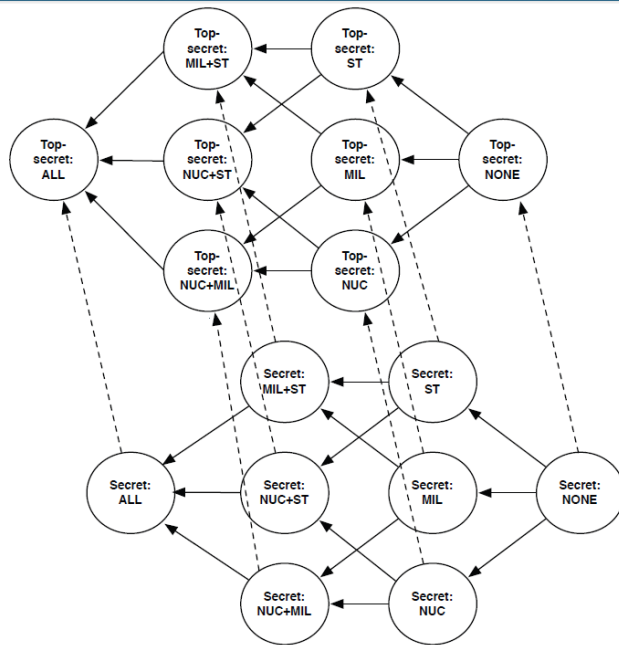 Top-
secret:
MIL+ST
Top-
secret:
ST
Top-
secret:
ALL
Top-
secret:
NUC+ST
Top-
secret:
MIL
Top-
secret:
NONE
Top-
secret:
NUC+MIL
Top-
secret:
NUC
Secret:
MIL+ST
Secret:
ST
Secret:
ALL
Secret:
NUC+ST
Secret:
MIL
Secret:
NONE
Secret:
NUC+MIL
Secret:
NUC